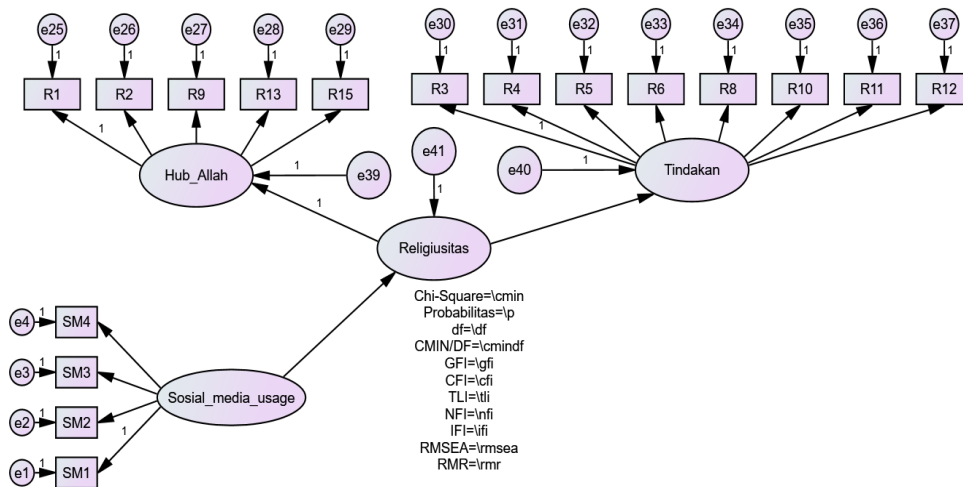 e25 e26 e27 e28 e29 e30 e31 e32 e33 e34 e35 e36 e37
1 1 1 1 1 1 1 1 1 1 1 1 1
R1 R2 R9 R13 R15 R3 R4 R5 R6 R8 R10 R11 R12
1 1
e41
Hub_Allah 1 e39 e40 1 Tindakan
1 1
Religiusitas
Chi-Square=\cmin
Probabilitas=\p
df=\df
CMIN/DF=\cmindf
GFI=\gfi
CFI=\cfi
TLI=\tli
NFI=\nfi
IFI=\ifi
RMSEA=\rmsea
RMR=\rmr
e4 1 SM4
e3 1 SM3
Sosial_media_usage
e2 1 SM2
1
e1 1 SM1